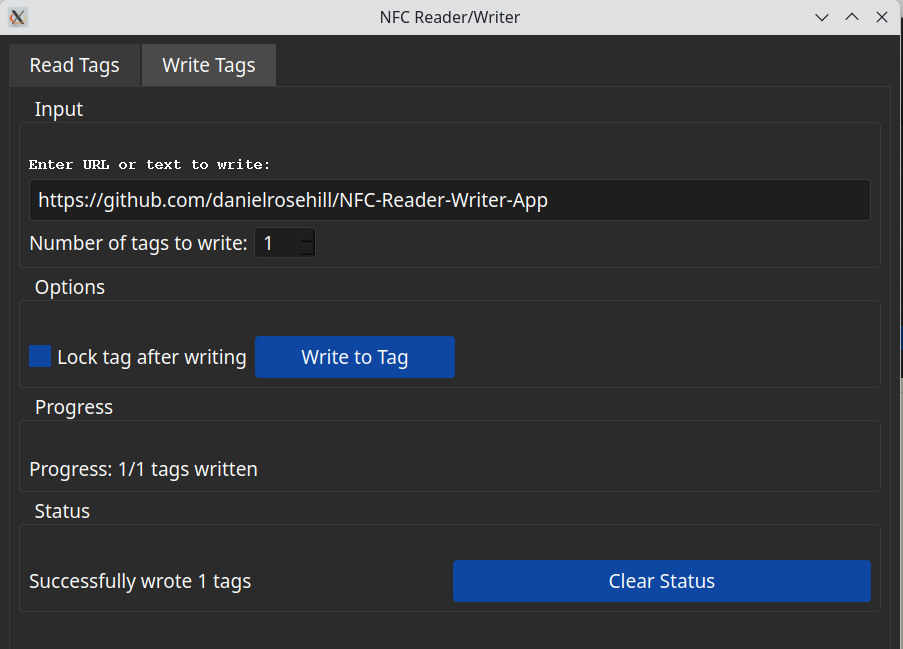 NFC Reader/Writer
Read Tags
Write Tags
Input
Enter URL or text to write:
https://github.com/danielrosehill/NFC-Reader-Writer-App
Number of tags to write: 1
Options
Lock tag after writing
Write to Tag
Progress
Progress: 1/1 tags written
Status
Successfully wrote 1 tags
Clear Status